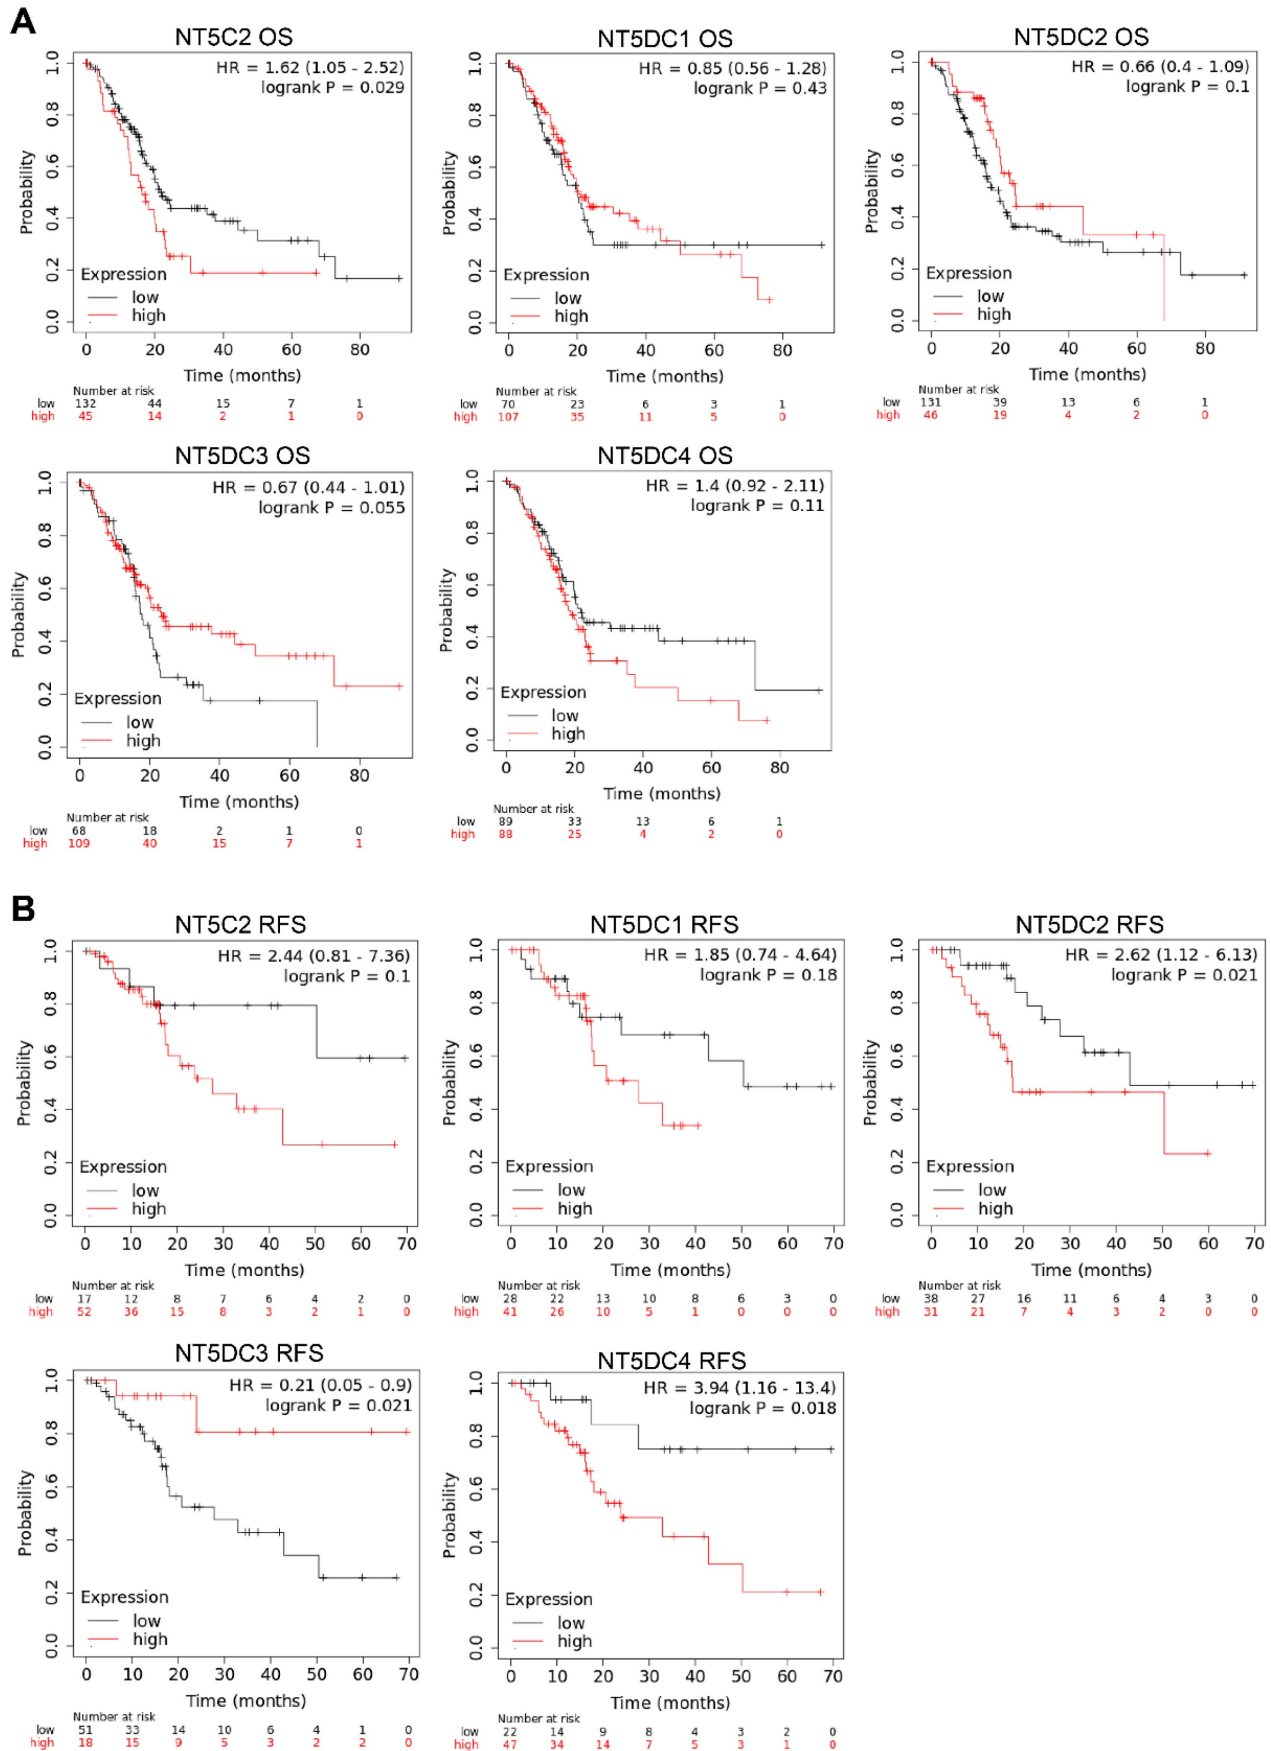 A
NT5C2 OS
HR = 1.62 (1.05 - 2.52)
logrank P = 0.029
Probability
0.0 0.2 0.4 0.6 0.8 1.0
Expression
low
high
0 20 40 60 80
Time (months)
Number at risk
low 132 44 15 7 1
high 45 14 2 1 0
NT5DC1 OS
HR = 0.85 (0.56 - 1.28)
logrank P = 0.43
Probability
0.0 0.2 0.4 0.6 0.8 1.0
Expression
low
high
0 20 40 60 80
Time (months)
Number at risk
low 70 23 6 3 1
high 107 35 11 5 0
NT5DC2 OS
HR = 0.66 (0.4 - 1.09)
logrank P = 0.1
Probability
0.0 0.2 0.4 0.6 0.8 1.0
Expression
low
high
0 20 40 60 80
Time (months)
Number at risk
low 131 39 13 6 1
high 46 19 4 2 0
NT5DC3 OS
HR = 0.67 (0.44 - 1.01)
logrank P = 0.055
Probability
0.0 0.2 0.4 0.6 0.8 1.0
Expression
low
high
0 20 40 60 80
Time (months)
Number at risk
low 68 18 2 1 0
high 109 40 15 7 1
NT5DC4 OS
HR = 1.4 (0.92 - 2.11)
logrank P = 0.11
Probability
0.0 0.2 0.4 0.6 0.8 1.0
Expression
low
high
0 20 40 60 80
Time (months)
Number at risk
low 89 33 13 6 1
high 88 25 4 2 0
B
NT5C2 RFS
HR = 2.44 (0.81 - 7.36)
logrank P = 0.1
Probability
0.0 0.2 0.4 0.6 0.8 1.0
Expression
low
high
0 10 20 30 40 50 60 70
Time (months)
Number at risk
low 17 12 8 7 6 4 2 0
high 52 36 15 8 3 2 1 0
NT5DC1 RFS
HR = 1.85 (0.74 - 4.64)
logrank P = 0.18
Probability
0.0 0.2 0.4 0.6 0.8 1.0
Expression
low
high
0 10 20 30 40 50 60 70
Time (months)
Number at risk
low 28 22 13 10 8 6 3 0
high 41 26 10 5 1 0 0 0
NT5DC2 RFS
HR = 2.62 (1.12 - 6.13)
logrank P = 0.021
Probability
0.0 0.2 0.4 0.6 0.8 1.0
Expression
low
high
0 10 20 30 40 50 60 70
Time (months)
Number at risk
low 38 27 16 11 6 4 3 0
high 31 21 7 4 3 2 0 0
NT5DC3 RFS
HR = 0.21 (0.05 - 0.9)
logrank P = 0.021
Probability
0.0 0.2 0.4 0.6 0.8 1.0
Expression
low
high
0 10 20 30 40 50 60 70
Time (months)
Number at risk
low 51 33 14 10 6 4 1 0
high 18 15 9 5 3 2 2 0
NT5DC4 RFS
HR = 3.94 (1.16 - 13.4)
logrank P = 0.018
Probability
0.0 0.2 0.4 0.6 0.8 1.0
Expression
low
high
0 10 20 30 40 50 60 70
Time (months)
Number at risk
low 22 14 9 8 4 3 2 0
high 47 34 14 7 5 3 1 0